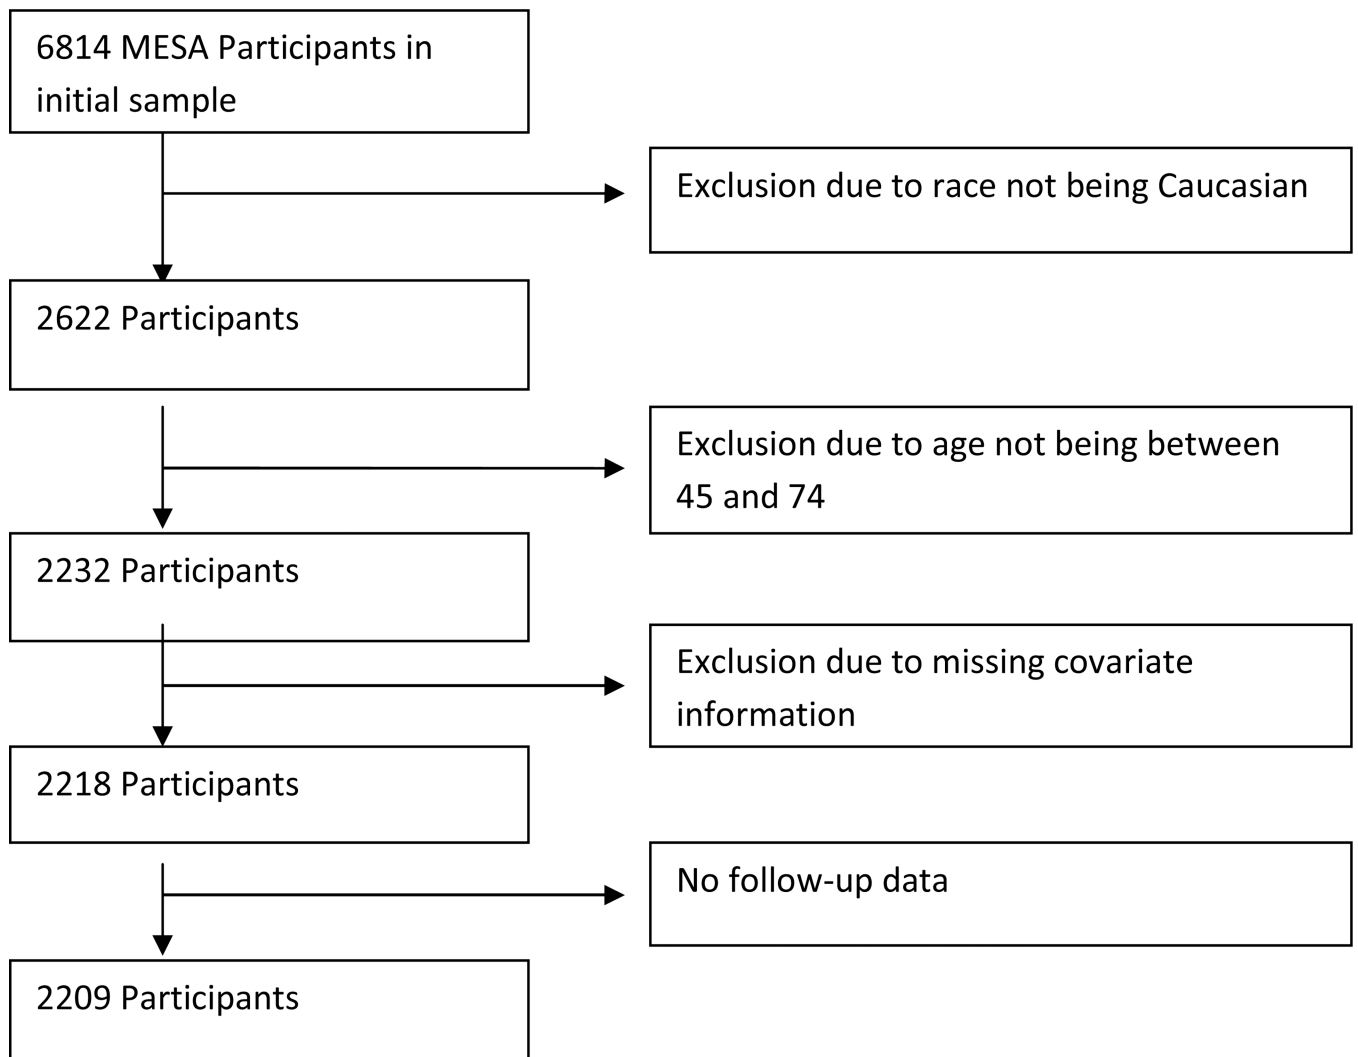 6814 MESA Participants in
initial sample
Exclusion due to race not being Caucasian
2622 Participants
Exclusion due to age not being between
45 and 74
2232 Participants
Exclusion due to missing covariate
information
2218 Participants
No follow-up data
2209 Participants